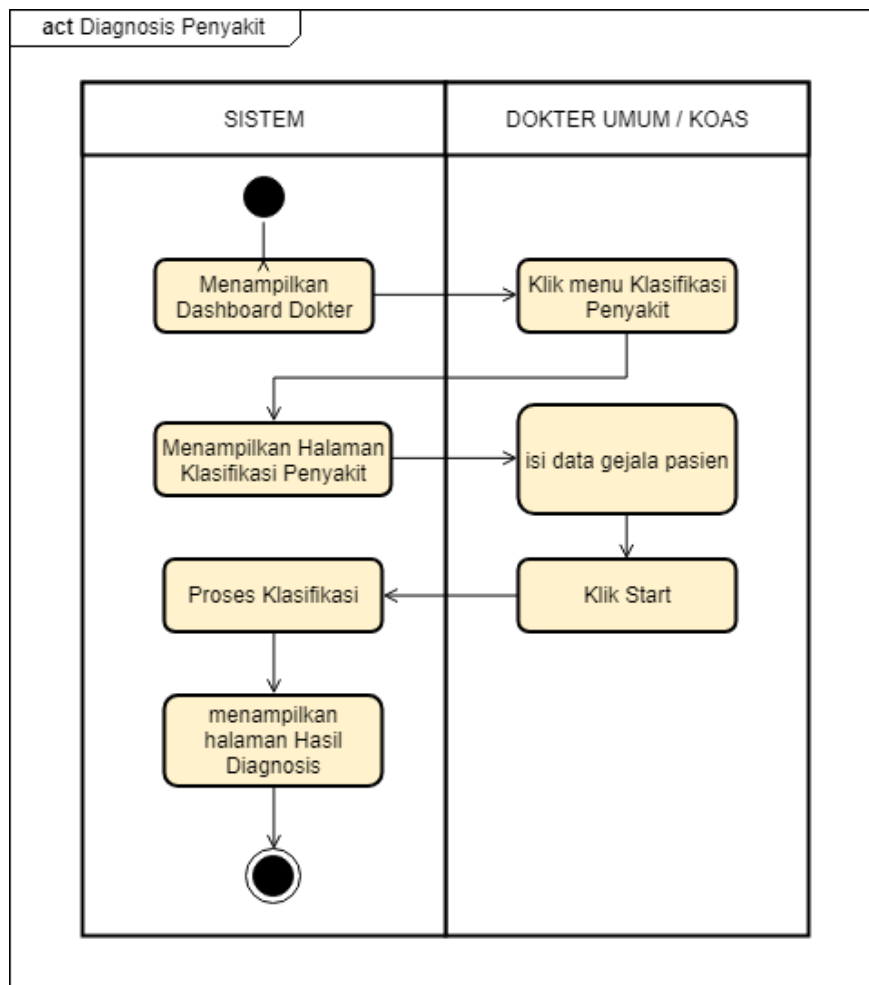 act Diagnosis Penyakit
SISTEM
DOKTER UMUM / KOAS
Menampilkan
Dashboard Dokter
Klik menu Klasifikasi
Penyakit
Menampilkan Halaman
Klasifikasi Penyakit
isi data gejala pasien
Proses Klasifikasi
Klik Start
menampilkan
halaman Hasil
Diagnosis